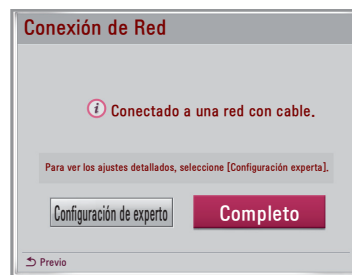 Conexión de Red
Conectado a una red con cable.
Para ver los ajustes detallados, seleccione [Configuración experta].
Configuración de experto
Completo
Previo